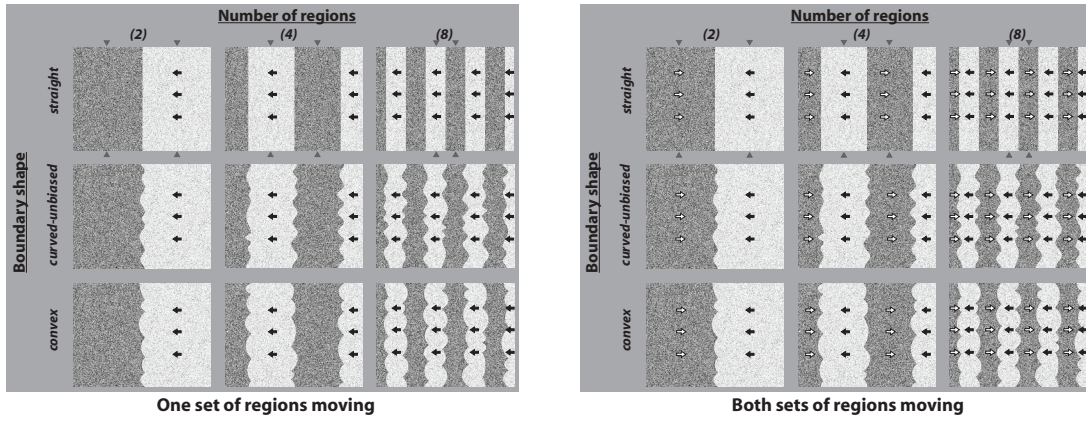 Number of regions
(2) (4) (8)
Boundary shape
straight
curved-unbiased
convex
One set of regions moving
Number of regions
(2) (4) (8)
Boundary shape
straight
curved-unbiased
convex
Both sets of regions moving